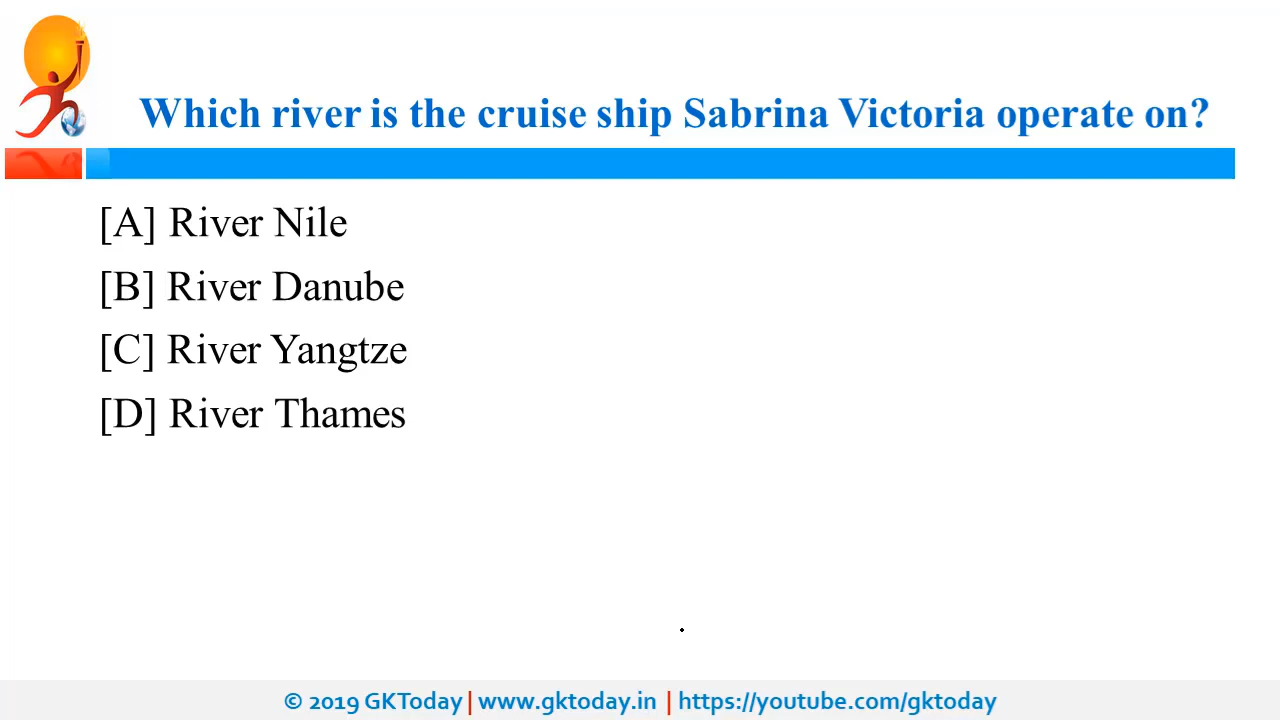 Which river is the cruise ship Sabrina Victoria operate on?
[A] River Nile
[B] River Danube
[C] River Yangtze
[D] River Thames
.
© 2019 GKToday | www.gktoday.in | https://youtube.com/gktoday